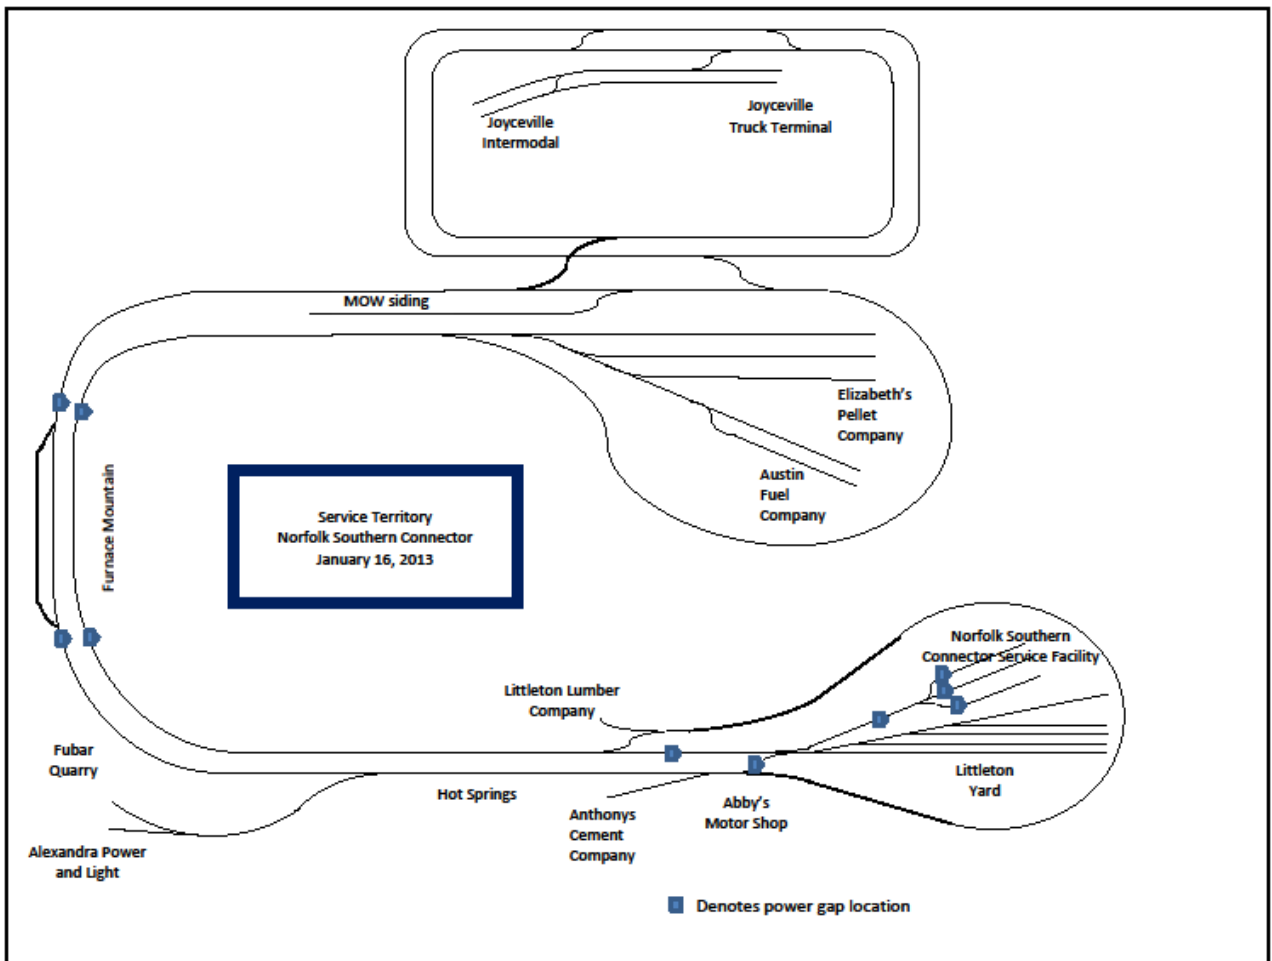 Joyceville
Intermodal
Joyceville
Truck Terminal
MOW siding
Elizabeth's
Pellet
Company
Austin
Fuel
Company
Furnace Mountain
Service Territory
Norfolk Southern Connector
January 16, 2013
Norfolk Southern
Connector Service Facility
Littleton Lumber
Company
Fubar
Quarry
Hot Springs
Anthonys
Cement
Company
Abby's
Motor Shop
Littleton
Yard
Alexandra Power
and Light
Denotes power gap location